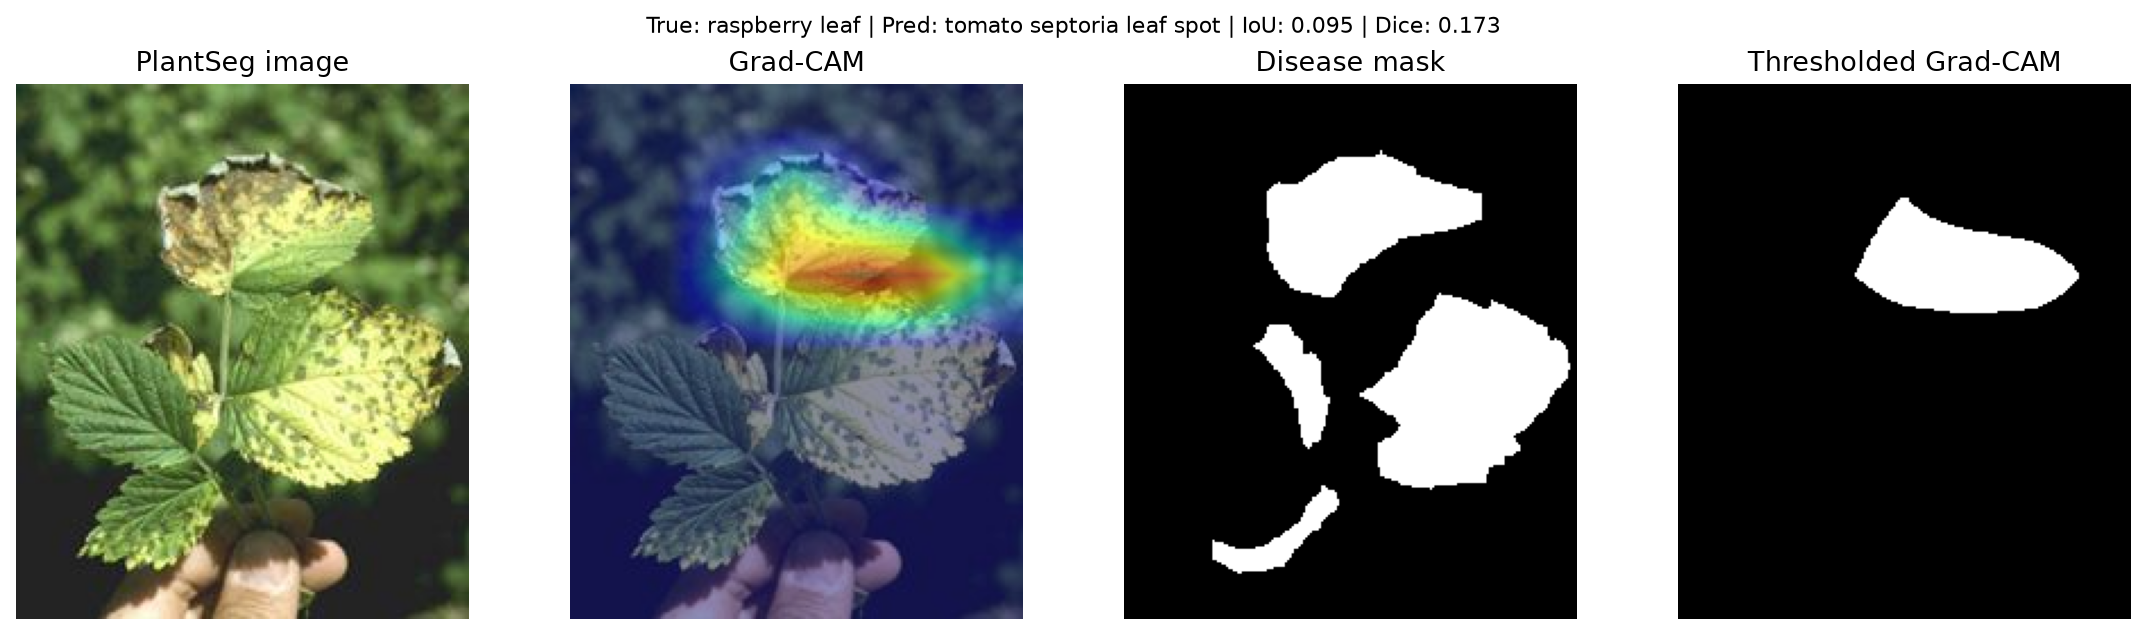 True: raspberry leaf | Pred: tomato septoria leaf spot | IoU: 0.095 | Dice: 0.173
PlantSeg image
Grad-CAM
Disease mask
Thresholded Grad-CAM